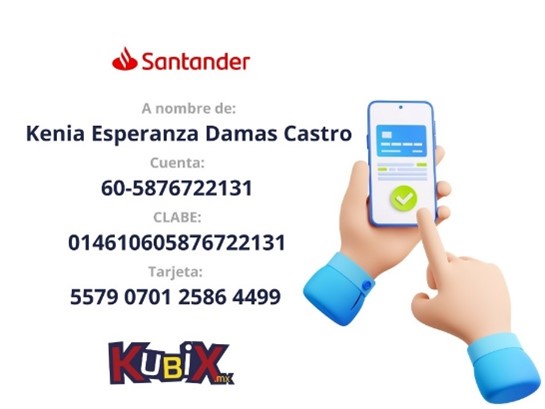 Santander
A nombre de:
Kenia Esperanza Damas Castro
Cuenta:
60-5876722131
CLABE:
014610605876722131
Tarjeta:
5579 0701 2586 4499
KUBIX.mx